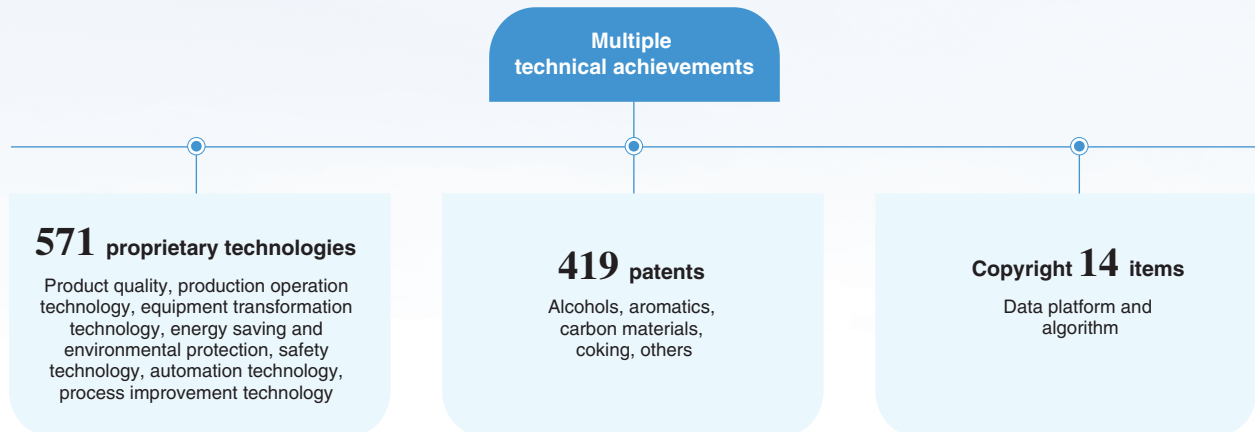 Multiple
technical achievements
571 proprietary technologies
Product quality, production operation
technology, equipment transformation
technology, energy saving and
environmental protection, safety
technology, automation technology,
process improvement technology
419 patents
Alcohols, aromatics,
carbon materials,
coking, others
Copyright 14 items
Data platform and
algorithm